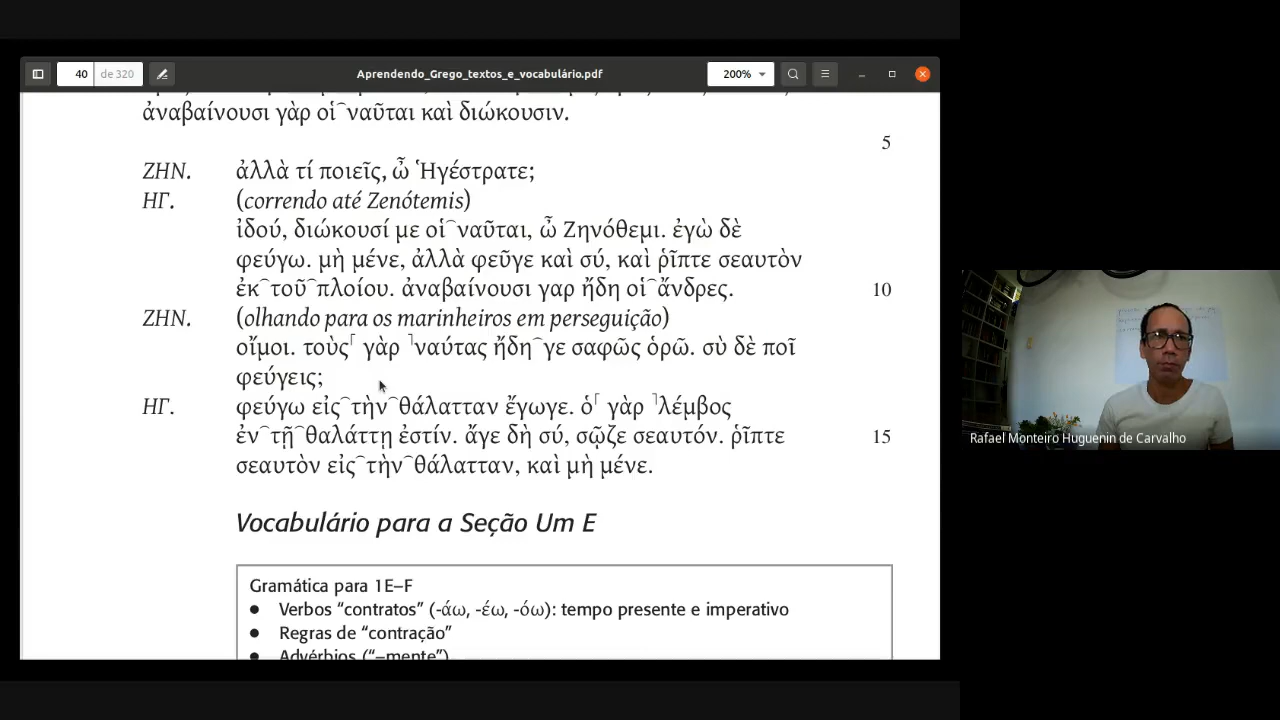 40 de 320 Aprendendo_Grego_textos_e_vocabulário.pdf 200%
ἀναβαίνουσι γὰρ οἱ͡ ναῦται καὶ διώκουσιν.
5
ΖΗΝ. ἀλλὰ τί ποιεῖς, ὦ Ἡγέστρατε;
ΗΓ. (correndo até Zenótemis)
ἰδού, διώκουσί με οἱ͡ ναῦται, ὦ Ζηνόθεμι. ἐγὼ δὲ
φεύγω. μὴ μένε, ἀλλὰ φεῦγε καὶ σύ, καὶ ῥῖπτε σεαυτὸν
ἐκ͡ τοῦ͡ πλοίου. ἀναβαίνουσι γαρ ἤδη οἱ͡ ἄνδρες. 10
ΖΗΝ. (olhando para os marinheiros em perseguição)
οἴμοι. τοὺς⸢ γὰρ ⸣ναύτας ἤδη͡ γε σαφῶς ὁρῶ. σὺ δὲ ποῖ
φεύγεις;
ΗΓ. φεύγω εἰς͡ τὴν͡ θάλατταν ἔγωγε. ὁ⸢ γὰρ ⸣λέμβος
ἐν͡ τῇ͡ θαλάττῃ ἐστίν. ἄγε δὴ σύ, σῷζε σεαυτόν. ῥῖπτε 15
σεαυτὸν εἰς͡ τὴν͡ θάλατταν, καὶ μὴ μένε.
Vocabulário para a Seção Um E
Gramática para 1E–F
● Verbos “contratos” (-άω, -έω, -όω): tempo presente e imperativo
● Regras de “contração”
● Advérbios (“–mente”)
Rafael Monteiro Huguenin de Carvalho